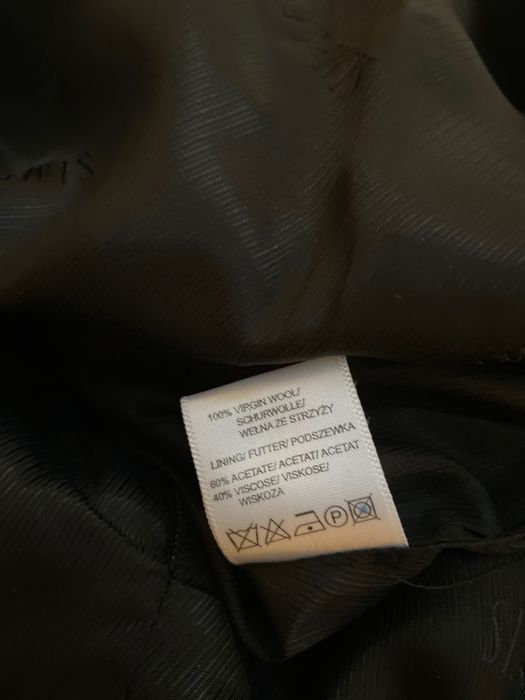 100% VIRGIN WOOL/
SCHURWOLLE/
WEŁNA ZE STRZYŻY
LINING/ FUTTER/ PODSZEWKA
60% ACETATE/ ACETAT/ ACETAT
40% VISCOSE/ VISKOSE/
WISKOZA
P